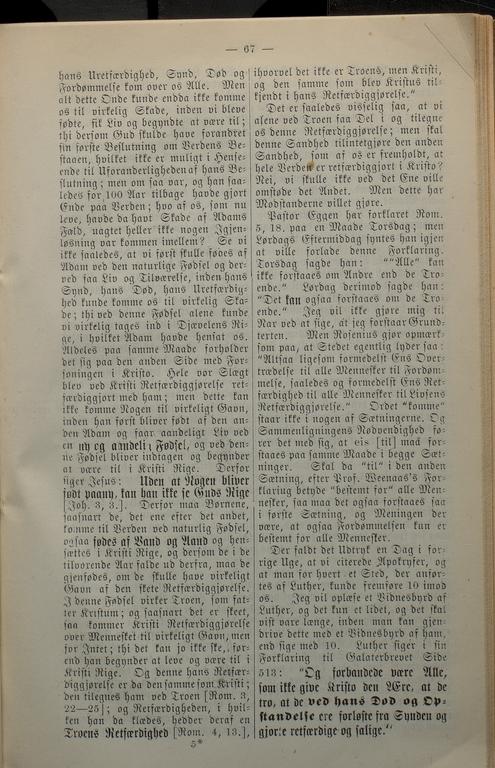 — 67 —
hans Uretfærdighed, Synd, Død og
Fordømmelse kom over os Alle. Men
alt dette Onde kunde endda ikke komme
os til virkelig Skade, inden vi bleve
fødte, fik Liv og begyndte at være til;
thi dersom Gud skulde have forandret
sin første Beslutning om Verdens Be-
staaen, hvilket ikke er muligt i Hense-
ende til Uforanderligheden af hans Be-
slutning; men om saa var, og han saa-
ledes for 100 Aar tilbage havde gjort
Ende paa Verden; hvo af os, som nu
leve, havde da havt Skade af Adams
Fald, uagtet heller ikke nogen Igjen-
løsning var kommen imellem? Se vi
ikke saaledes, at vi først skulle fødes af
Adam ved den naturlige Fødsel og der-
ved faa Liv og Tilværelse, inden hans
Synd, hans Død, hans Uretfærdig-
hed kunde komme os til virkelig Ska-
de; thi ved denne Fødsel alene kunde
vi virkelig tages ind i Djævelens Ri-
ge, i hvilket Adam havde hensat os.
Aldeles paa samme Maade forholder
det sig paa den anden Side med For-
soningen i Kristo. Hele vor Slægt
blev ved Kristi Retfærdiggjørelse ret-
færdiggjort med ham; men dette kan
ikke komme Nogen til virkeligt Gavn,
inden han først bliver født af den an-
den Adam og faar aandeligt Liv ved
en ny og aandelig Fødsel, og ved den-
ne Fødsel bliver indtagen og begynder
at være til i Kristi Rige. Derfor
siger Jesus: Uden at Nogen bliver
født paany, kan han ikke se Guds Rige
[Joh. 3, 3.]. Derfor maa Børnene,
saasnart de, det ene efter det andet,
komme til Verden ved naturlig Fødsel,
ogsaa fødes af Vand og Aand og hen-
sættes i Kristi Rige, og dersom de i de
tilvorende Aar falde ud derfra, maa de
gjenfødes, om de skulle have virkeligt
Gavn af den skete Retfærdiggjørelse.
I denne Fødsel virker Troen, som fat-
ter Kristum; og saasnart det er skeet,
saa kommer Kristi Retfærdiggjørelse
over Mennesket til virkeligt Gavn, men
før Intet; thi det kan jo ikke ske, før-
end han begynder at leve og være til i
Kristi Rige. Og denne hans Retfær-
diggjørelse er da den samme som Kristi;
den tilegnes ham ved Troen [Rom. 3,
22—25]; og Retfærdigheden, i hvil-
ken han da klædes, hedder deraf en
Troens Retfærdighed [Rom. 4, 13.],
5*
ihvorvel det ikke er Troens, men Kristi,
og den samme som blev Kristus til-
kjendt i hans Retfærdiggjørelse."
Det er saaledes visselig saa, at vi
alene ved Troen faa Del i og tilegne
os denne Retfærdiggjørelse; men skal
denne Sandhed tilintetgjøre den anden
Sandhed, som af os er fremholdt, at
hele Verden er retfærdiggjort i Kristo?
Nei, vi skulle ikke ved det Ene ville
omstøde det Andet. Men dette har
Modstanderne villet gjøre.
Pastor Eggen har forklaret Rom.
5, 18. paa en Maade Torsdag; men
Lørdags Eftermiddag syntes han igjen
at ville forlade denne Forklaring.
Torsdag sagde han: ""Alle" kan
ikke forstaaes om Andre end de Tro-
ende." Lørdag derimod sagde han:
"Det kan ogsaa forstaaes om de Tro-
ende." Jeg vil ikke gjøre mig til
Nar ved at sige, at jeg forstaar Grund-
texten. Men Rosenius gjør opmærk-
som paa, at Stedet egentlig lyder saa:
"Altsaa ligesom formedelst Ens Over-
trædelse til alle Mennesker til Fordøm-
melse, saaledes og formedelst Ens Ret-
færdighed til alle Mennesker til Livsens
Retfærdiggjørelse." Ordet "komme"
staar ikke i nogen af Sætningerne. Og
Sammenligningens Nødvendighed fø-
rer det med sig, at eis [til] maa for-
staaes paa samme Maade i begge Sæt-
ninger. Skal da "til" i den anden
Sætning, efter Prof. Weenaas's For-
klaring betyde "bestemt for" alle Men-
nesker, saa maa det ogsaa forstaaes saa
i første Sætning, og Meningen der
være, at ogsaa Fordømmelsen kun er
bestemt for alle Mennesker.
Der faldt det Udtryk en Dag i for-
rige Uge, at vi citerede Apokryfer, og
at man for hvert et Sted, der anfør-
tes af Luther, kunde fremføre 10 imod
os. Jeg vil oplæse et Vidnesbyrd af
Luther, og det kun et lidet, og det skal
vist vare længe, inden man kan gjen-
drive dette med et Vidnesbyrd af ham,
end sige med 10. Luther siger i sin
Forklaring til Galaterbrevet Side
513: "Og forbandede være Alle,
som ikke give Kristo den Ære, at de
tro, at de ved hans Død og Op-
standelse ere forløste fra Synden og
gjorte retfærdige og salige."